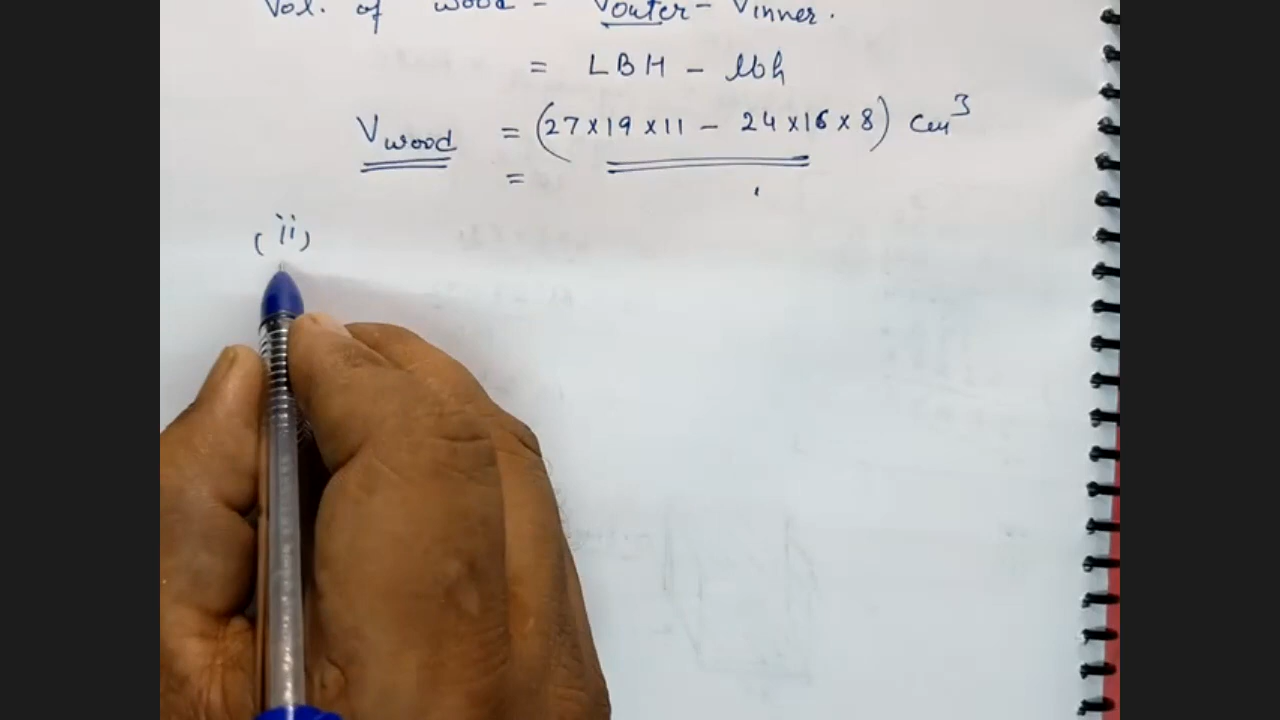 Vol. of wood = Vouter - Vinner.
= LBH - lbh
Vwood = (27×19×11 - 24×16×8) cm³
=
(ii)